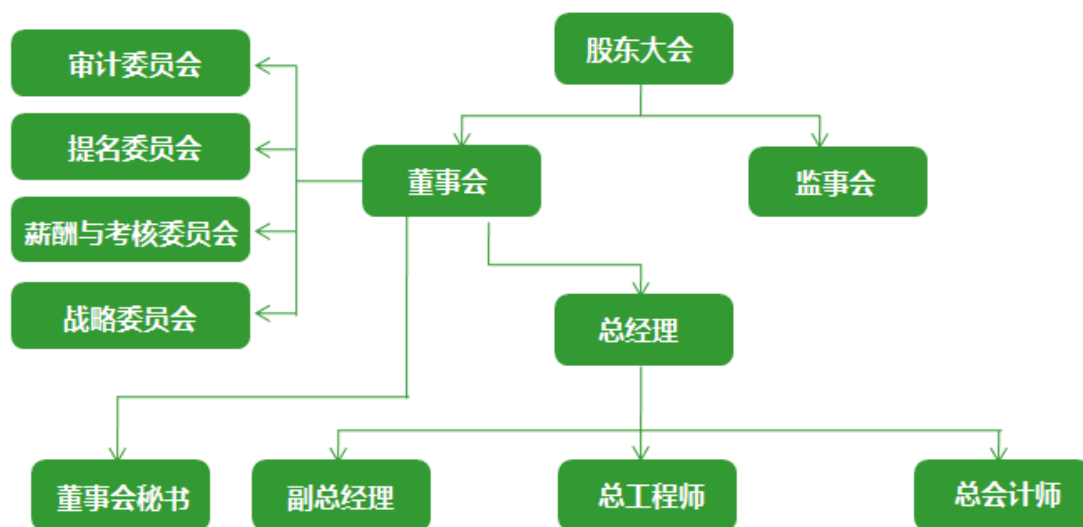 股东大会
审计委员会
提名委员会
董事会
监事会
薪酬与考核委员会
战略委员会
总经理
董事会秘书
副总经理
总工程师
总会计师